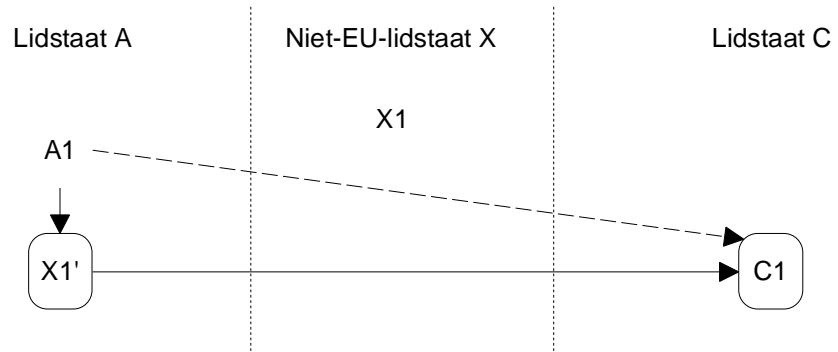 Lidstaat A
Niet-EU-lidstaat X
Lidstaat C
X1
A1
X1'
C1